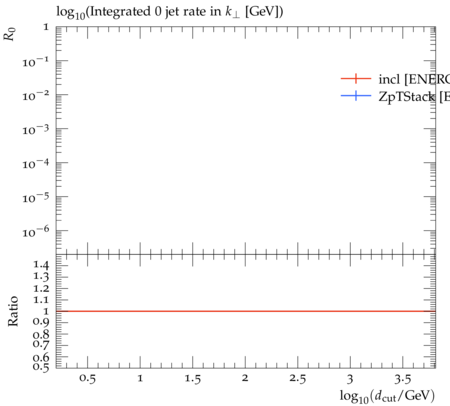 log₁₀(Integrated 0 jet rate in k⊥ [GeV])
R₀
1
10⁻¹
10⁻²
10⁻³
10⁻⁴
10⁻⁵
10⁻⁶
incl [ENERG
ZpTStack [E
Ratio
1.4
1.3
1.2
1.1
1
0.9
0.8
0.7
0.6
0.5
0.5 1 1.5 2 2.5 3 3.5
log₁₀(d_cut/GeV)